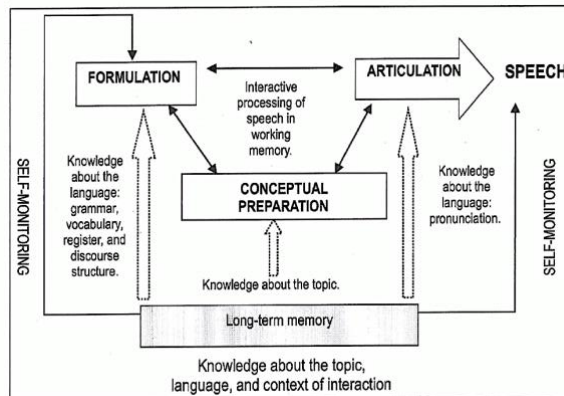 FORMULATION
ARTICULATION
SPEECH
Interactive
processing of
speech in
working
memory.
SELF-MONITORING
Knowledge
about the
language:
grammar,
vocabulary,
register, and
discourse
structure.
CONCEPTUAL
PREPARATION
Knowledge
about the
language:
pronunciation.
SELF-MONITORING
Knowledge about the topic.
Long-term memory
Knowledge about the topic,
language, and context of interaction